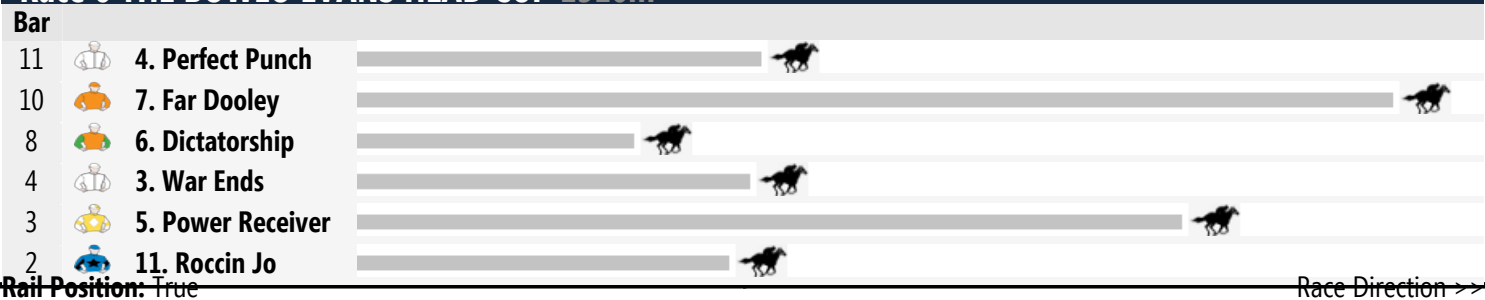 Bar
11 4. Perfect Punch
10 7. Far Dooley
8 6. Dictatorship
4 3. War Ends
3 5. Power Receiver
2 11. Roccin Jo
Rail Position: True Race Direction >>